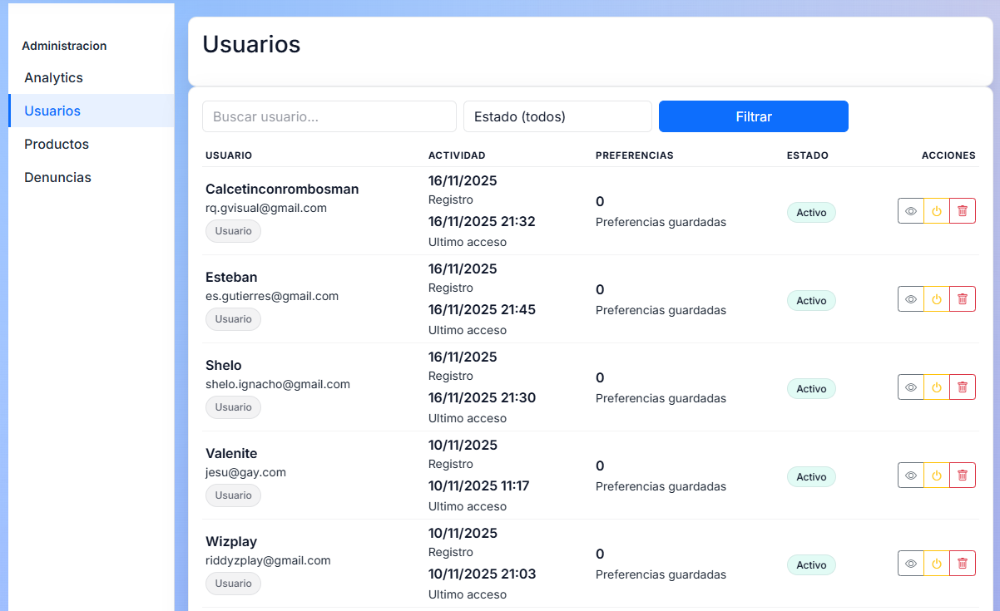 Administracion
Analytics
Usuarios
Productos
Denuncias
Usuarios
Buscar usuario...
Estado (todos)
Filtrar
USUARIO ACTIVIDAD PREFERENCIAS ESTADO ACCIONES
Calcetinconrombosman
rq.gvisual@gmail.com
Usuario
16/11/2025
Registro
16/11/2025 21:32
Ultimo acceso
0
Preferencias guardadas
Activo
Esteban
es.gutierres@gmail.com
Usuario
16/11/2025
Registro
16/11/2025 21:45
Ultimo acceso
0
Preferencias guardadas
Activo
Shelo
shelo.ignacho@gmail.com
Usuario
16/11/2025
Registro
16/11/2025 21:30
Ultimo acceso
0
Preferencias guardadas
Activo
Valenite
jesu@gay.com
Usuario
10/11/2025
Registro
10/11/2025 11:17
Ultimo acceso
0
Preferencias guardadas
Activo
Wizplay
riddyzplay@gmail.com
Usuario
10/11/2025
Registro
10/11/2025 21:03
Ultimo acceso
0
Preferencias guardadas
Activo